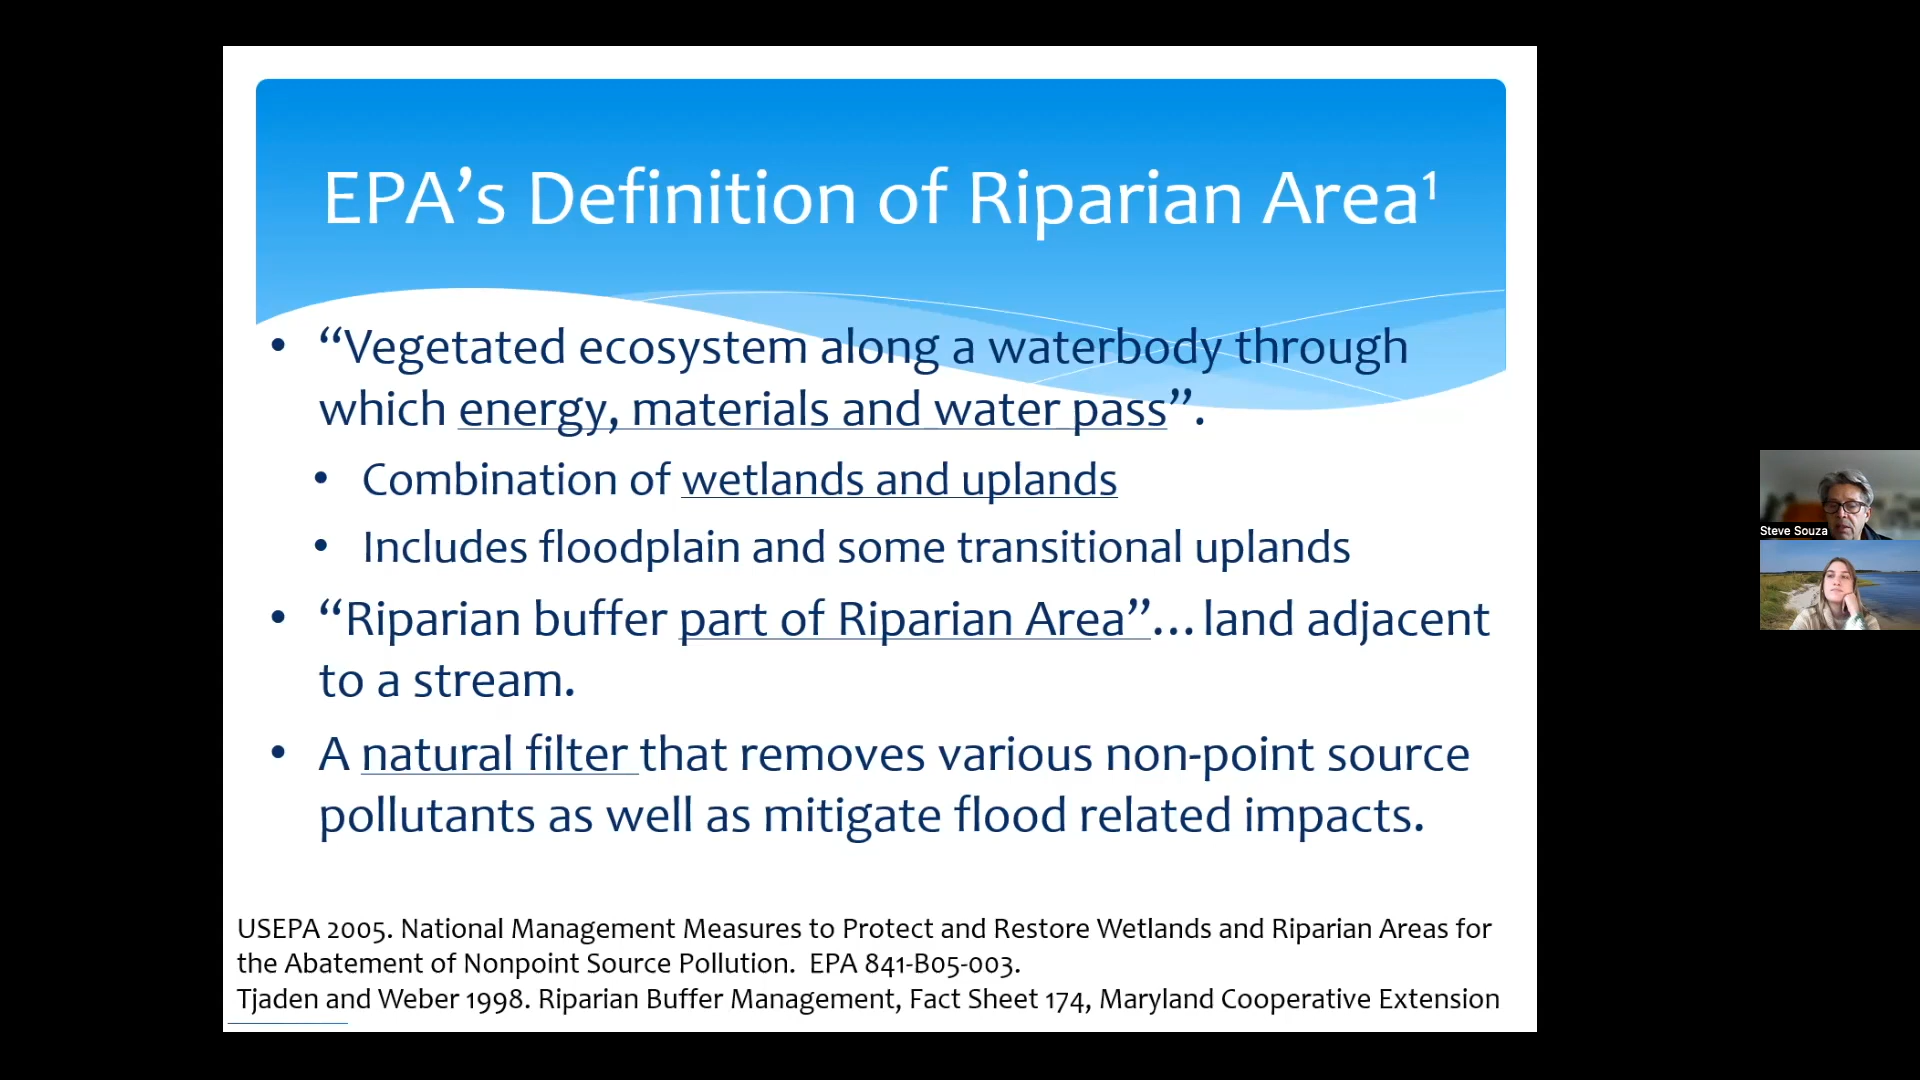 EPA’s Definition of Riparian Area¹
• “Vegetated ecosystem along a waterbody through
which energy, materials and water pass”.
• Combination of wetlands and uplands
• Includes floodplain and some transitional uplands
• “Riparian buffer part of Riparian Area”...land adjacent
to a stream.
• A natural filter that removes various non-point source
pollutants as well as mitigate flood related impacts.
USEPA 2005. National Management Measures to Protect and Restore Wetlands and Riparian Areas for
the Abatement of Nonpoint Source Pollution. EPA 841-B05-003.
Tjaden and Weber 1998. Riparian Buffer Management, Fact Sheet 174, Maryland Cooperative Extension
Steve Souza